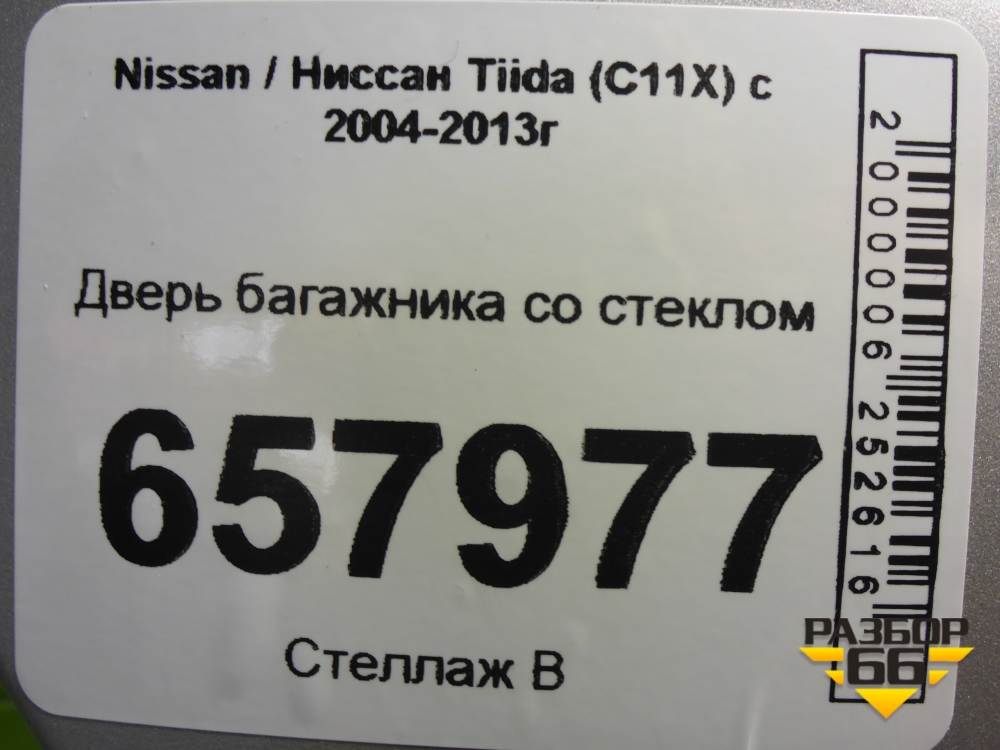 Nissan / Ниссан Tiida (C11X) с
2004-2013г
Дверь багажника со стеклом
657977
Стеллаж В
2000006252616
РАЗБОР
66